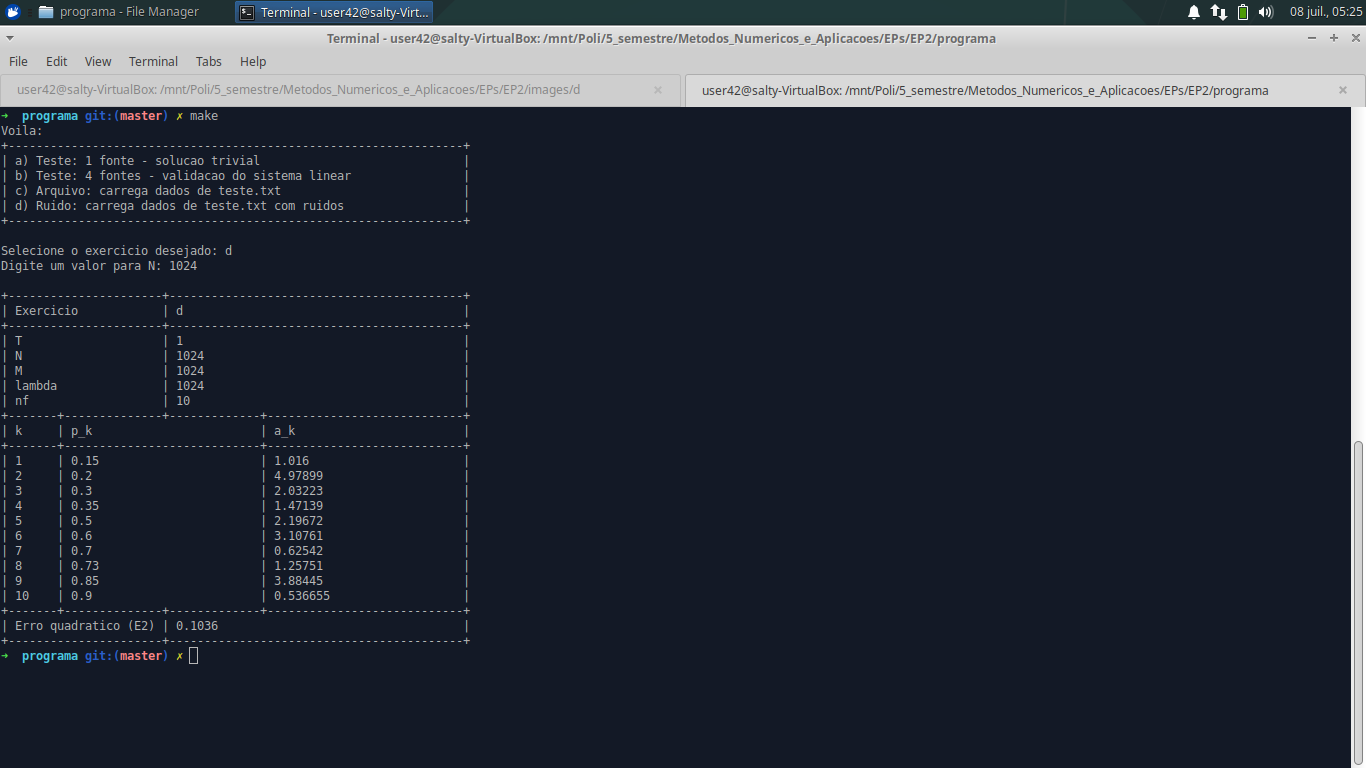 programa - File Manager
Terminal - user42@salty-Virt...
08 juil., 05:25
Terminal - user42@salty-VirtualBox: /mnt/Poli/5_semestre/Metodos_Numericos_e_Aplicacoes/EPs/EP2/programa
File Edit View Terminal Tabs Help
user42@salty-VirtualBox: /mnt/Poli/5_semestre/Metodos_Numericos_e_Aplicacoes/EPs/EP2/images/d × user42@salty-VirtualBox: /mnt/Poli/5_semestre/Metodos_Numericos_e_Aplicacoes/EPs/EP2/programa ×
→ programa git:(master) ✗ make
Voila:
+-----------------------------------------------------------------+
| a) Teste: 1 fonte - solucao trivial |
| b) Teste: 4 fontes - validacao do sistema linear |
| c) Arquivo: carrega dados de teste.txt |
| d) Ruido: carrega dados de teste.txt com ruidos |
+-----------------------------------------------------------------+
Selecione o exercicio desejado: d
Digite um valor para N: 1024
+----------------------+------------------------------------------+
| Exercicio | d |
+----------------------+------------------------------------------+
| T | 1 |
| N | 1024 |
| M | 1024 |
| lambda | 1024 |
| nf | 10 |
+-------+--------------+-------------+----------------------------+
| k | p_k | a_k |
+-------+----------------------------+----------------------------+
| 1 | 0.15 | 1.016 |
| 2 | 0.2 | 4.97899 |
| 3 | 0.3 | 2.03223 |
| 4 | 0.35 | 1.47139 |
| 5 | 0.5 | 2.19672 |
| 6 | 0.6 | 3.10761 |
| 7 | 0.7 | 0.62542 |
| 8 | 0.73 | 1.25751 |
| 9 | 0.85 | 3.88445 |
| 10 | 0.9 | 0.536655 |
+-------+--------------+-------------+----------------------------+
| Erro quadratico (E2) | 0.1036 |
+----------------------+------------------------------------------+
→ programa git:(master) ✗